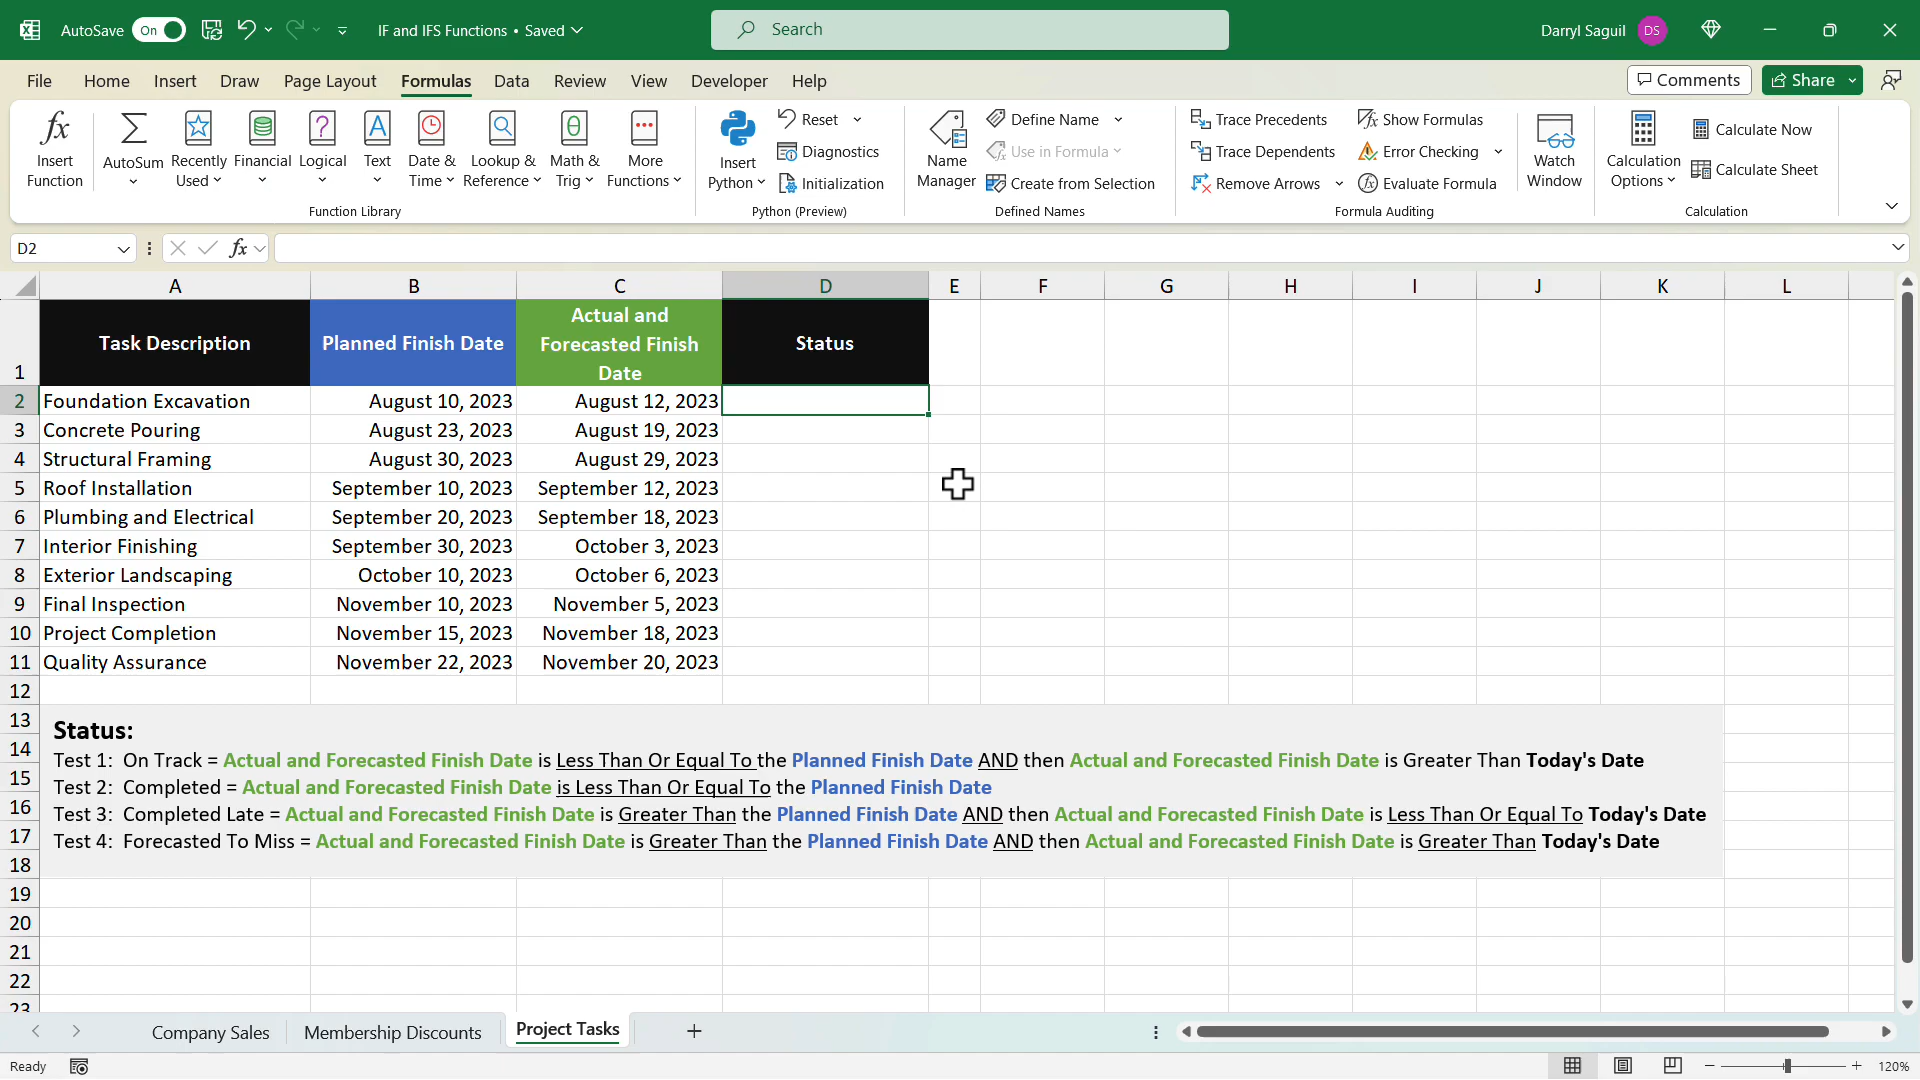 AutoSave On IF and IFS Functions • Saved Search Darryl Saguil DS
File Home Insert Draw Page Layout Formulas Data Review View Developer Help Comments Share
Insert Function AutoSum Recently Used Financial Logical Text Date & Time Lookup & Reference Math & Trig More Functions
Function Library
Insert Python Reset Diagnostics Initialization
Python (Preview)
Name Manager Define Name Use in Formula Create from Selection
Defined Names
Trace Precedents Trace Dependents Remove Arrows Show Formulas Error Checking Evaluate Formula
Formula Auditing
Watch Window
Calculation Options Calculate Now Calculate Sheet
Calculation
D2 fx
A B C D E F G H I J K L
1 Task Description Planned Finish Date Actual and Forecasted Finish Date Status
2 Foundation Excavation August 10, 2023 August 12, 2023
3 Concrete Pouring August 23, 2023 August 19, 2023
4 Structural Framing August 30, 2023 August 29, 2023
5 Roof Installation September 10, 2023 September 12, 2023
6 Plumbing and Electrical September 20, 2023 September 18, 2023
7 Interior Finishing September 30, 2023 October 3, 2023
8 Exterior Landscaping October 10, 2023 October 6, 2023
9 Final Inspection November 10, 2023 November 5, 2023
10 Project Completion November 15, 2023 November 18, 2023
11 Quality Assurance November 22, 2023 November 20, 2023
12
13 Status:
14 Test 1: On Track = Actual and Forecasted Finish Date is Less Than Or Equal To the Planned Finish Date AND then Actual and Forecasted Finish Date is Greater Than Today's Date
15 Test 2: Completed = Actual and Forecasted Finish Date is Less Than Or Equal To the Planned Finish Date
16 Test 3: Completed Late = Actual and Forecasted Finish Date is Greater Than the Planned Finish Date AND then Actual and Forecasted Finish Date is Less Than Or Equal To Today's Date
17 Test 4: Forecasted To Miss = Actual and Forecasted Finish Date is Greater Than the Planned Finish Date AND then Actual and Forecasted Finish Date is Greater Than Today's Date
18
19
20
21
22
23
Company Sales Membership Discounts Project Tasks
Ready 120%